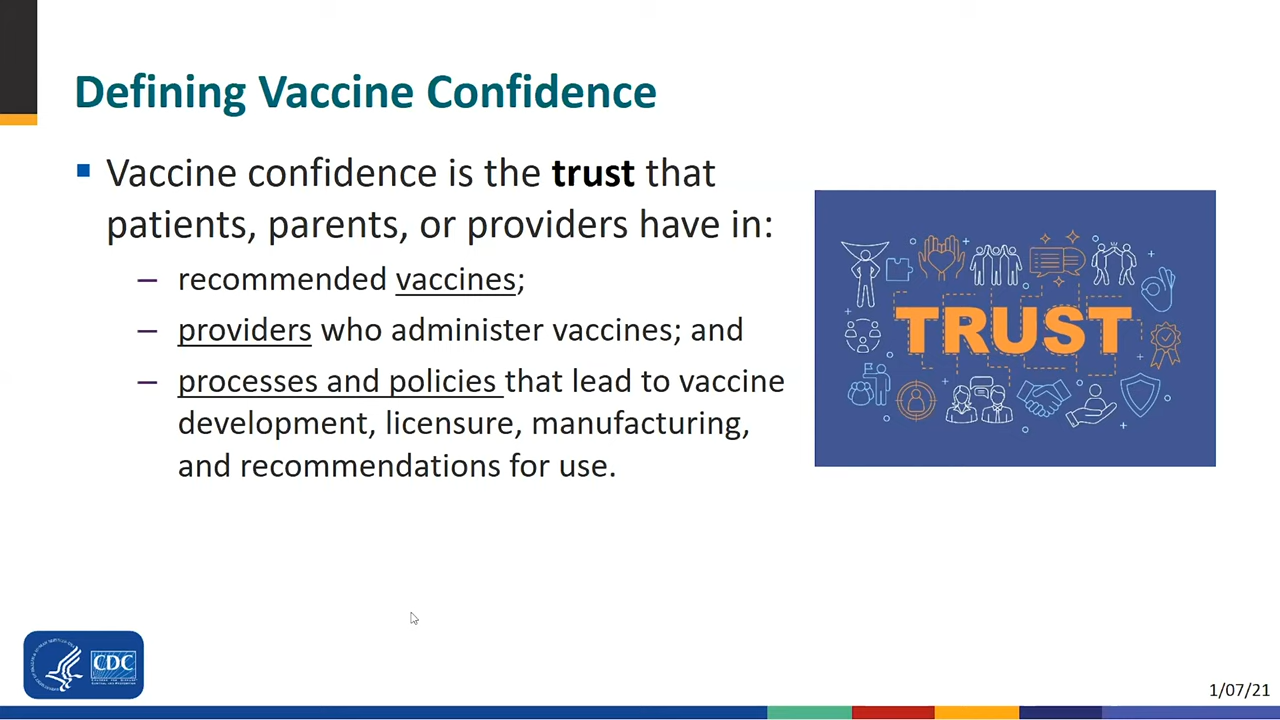 Defining Vaccine Confidence
Vaccine confidence is the trust that
patients, parents, or providers have in:
– recommended vaccines;
– providers who administer vaccines; and
– processes and policies that lead to vaccine
development, licensure, manufacturing,
and recommendations for use.
TRUST
CDC
1/07/21